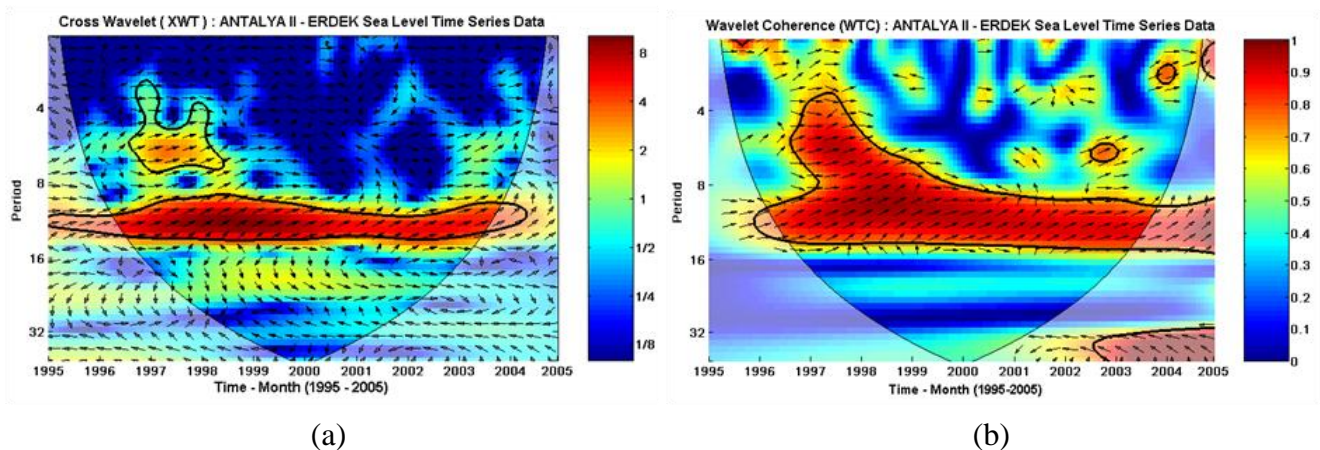 Cross Wavelet ( XWT ) : ANTALYA II - ERDEK Sea Level Time Series Data
Period
4
8
16
32
1995 1996 1997 1998 1999 2000 2001 2002 2003 2004 2005
Time - Month (1995 - 2005)
8
4
2
1
1/2
1/4
1/8
(a)
Wavelet Coherence (WTC) : ANTALYA II - ERDEK Sea Level Time Series Data
Period
4
8
16
32
1995 1996 1997 1998 1999 2000 2001 2002 2003 2004 2005
Time - Month (1995-2005)
1
0.9
0.8
0.7
0.6
0.5
0.4
0.3
0.2
0.1
0
(b)